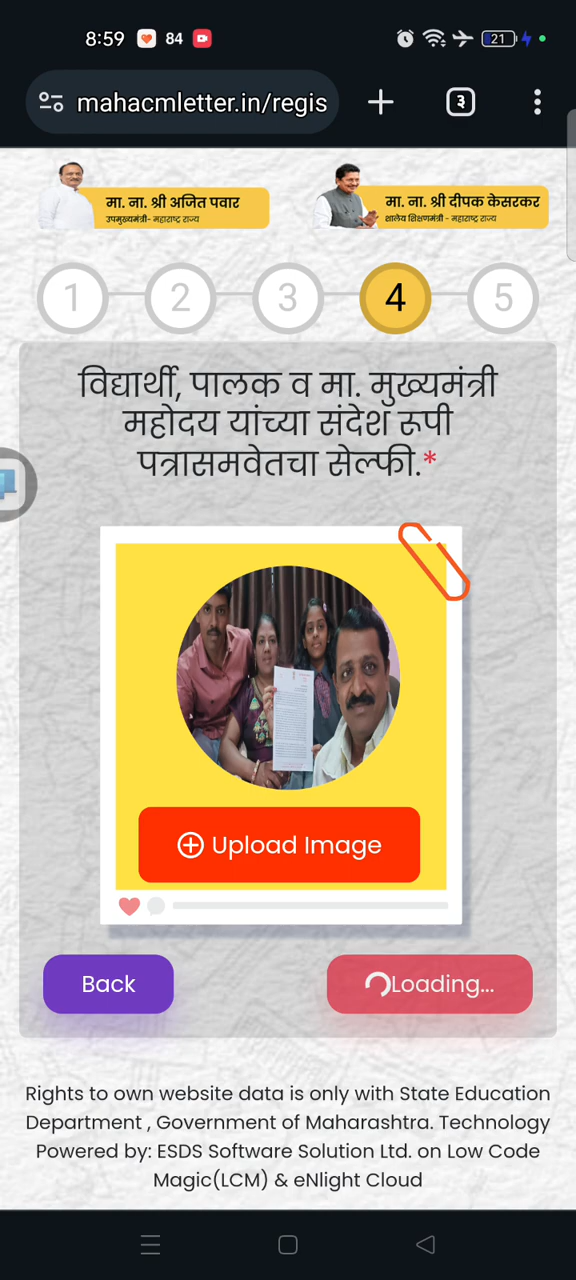 8:59
84
21
mahacmletter.in/regis
३
मा. ना. श्री अजित पवार
उपमुख्यमंत्री- महाराष्ट्र राज्य
मा. ना. श्री दीपक केसरकर
शालेय शिक्षणमंत्री - महाराष्ट्र राज्य
1 2 3 4 5
विद्यार्थी, पालक व मा. मुख्यमंत्री
महोदय यांच्या संदेश रूपी
पत्रासमवेतचा सेल्फी.*
Upload Image
Back
Loading...
Rights to own website data is only with State Education
Department , Government of Maharashtra. Technology
Powered by: ESDS Software Solution Ltd. on Low Code
Magic(LCM) & eNlight Cloud